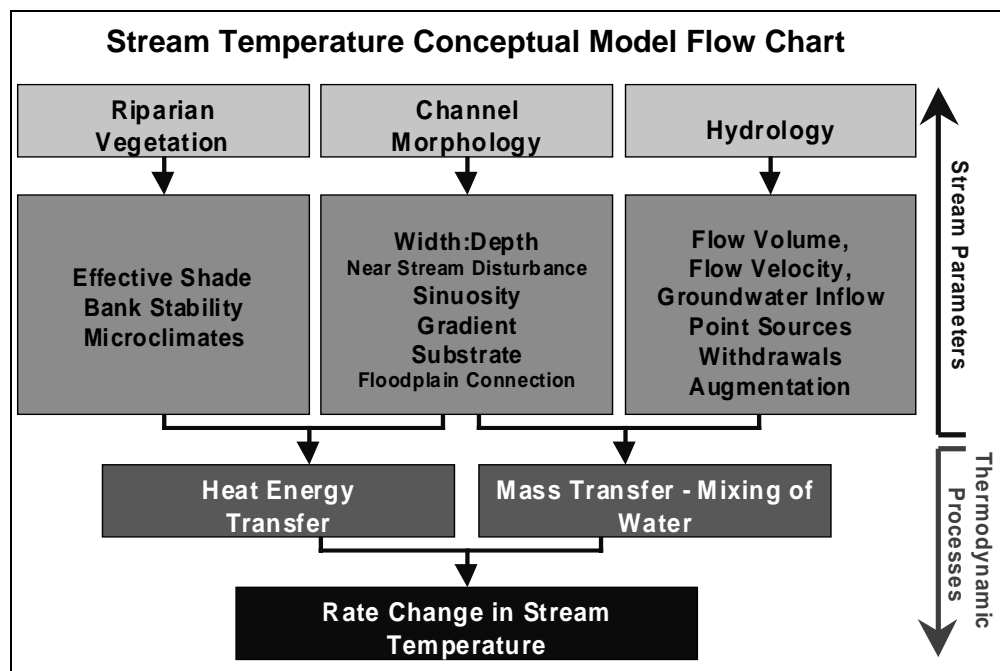 Stream Temperature Conceptual Model Flow Chart
Riparian
Vegetation
Channel
Morphology
Hydrology
Effective Shade
Bank Stability
Microclimates
Width:Depth
Near Stream Disturbance
Sinuosity
Gradient
Substrate
Floodplain Connection
Flow Volume,
Flow Velocity,
Groundwater Inflow
Point Sources
Withdrawals
Augmentation
Stream Parameters
Heat Energy
Transfer
Mass Transfer - Mixing of
Water
Thermodynamic
Processes
Rate Change in Stream
Temperature